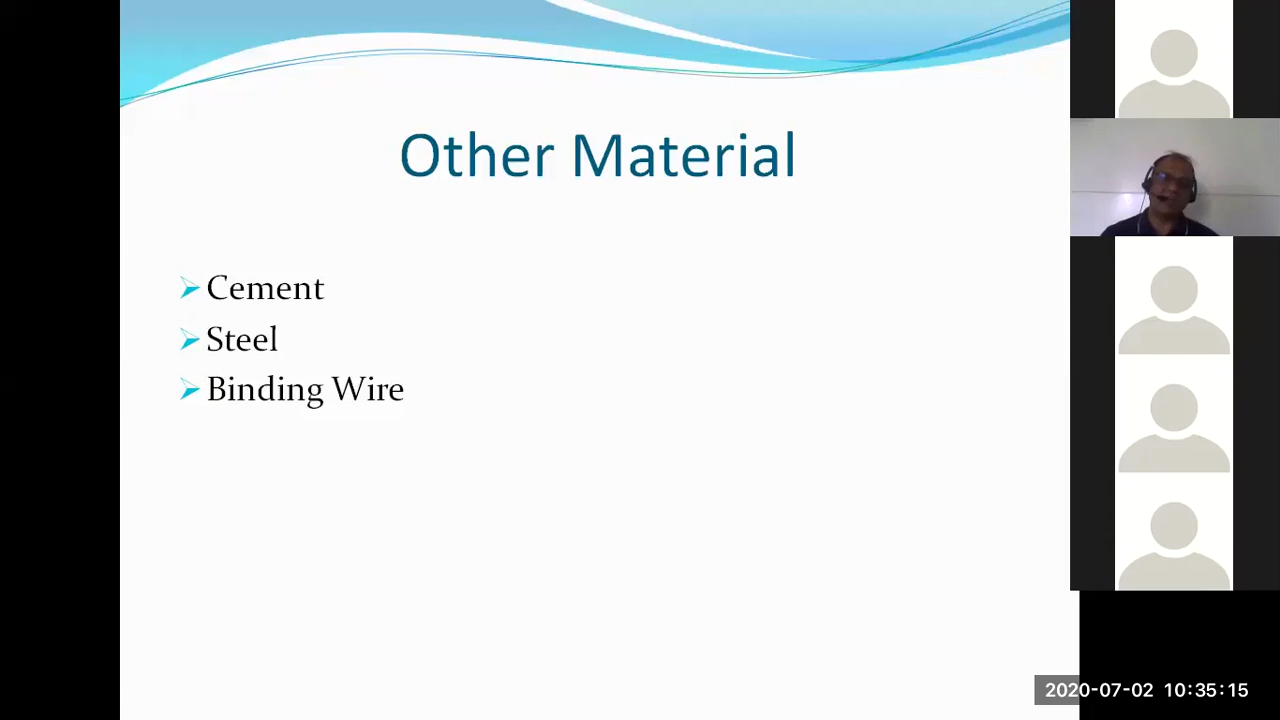 Other Material
Cement
Steel
Binding Wire
2020-07-02 10:35:15